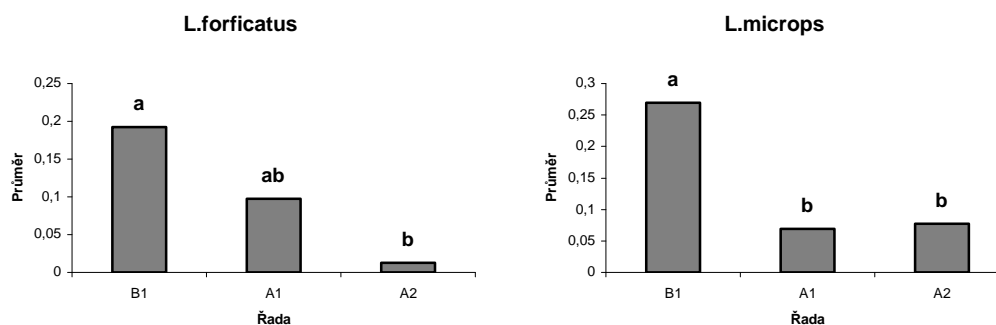 L.forficatus
0,25
0,2
0,15
0,1
0,05
0
Průměr
a
ab
b
B1
A1
A2
Řada
L.microps
0,3
0,25
0,2
0,15
0,1
0,05
0
Průměr
a
b
b
B1
A1
A2
Řada